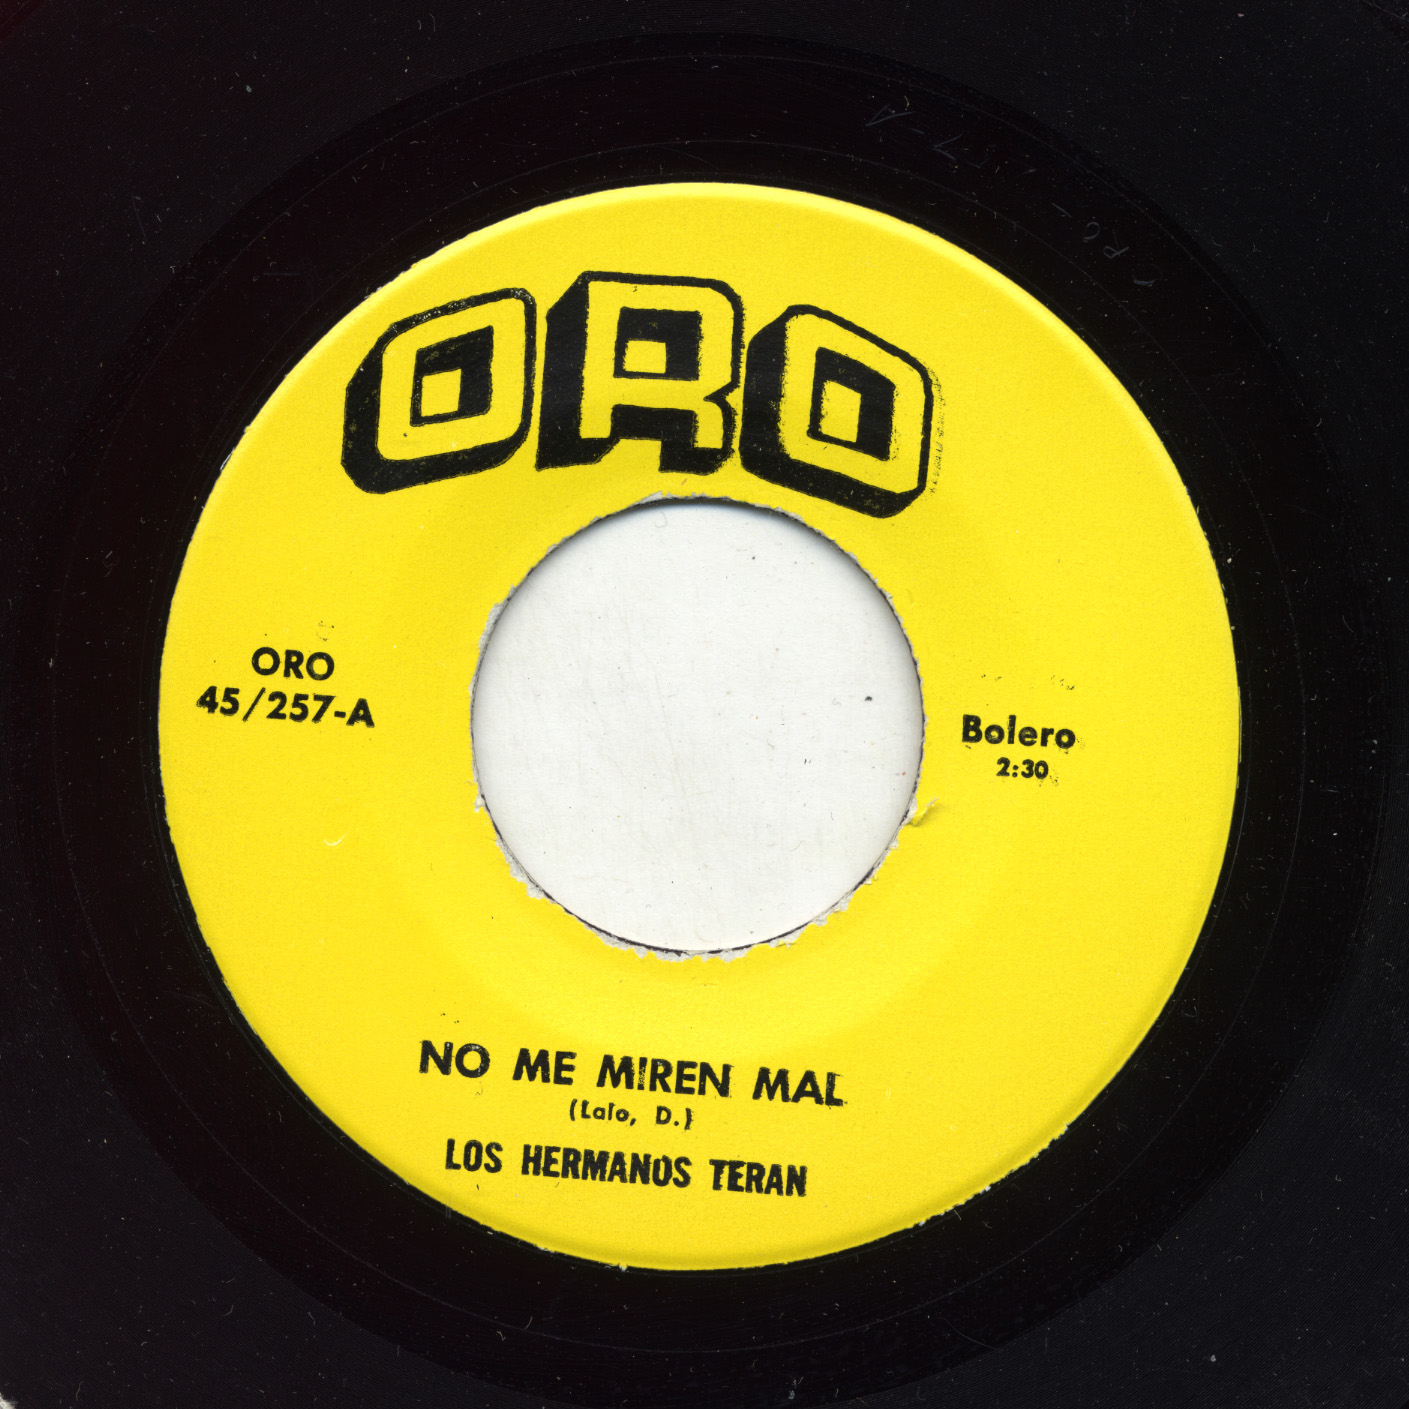 ORO
ORO
45/257-A
Bolero
2:30
NO ME MIREN MAL
(Lalo, D.)
LOS HERMANOS TERAN